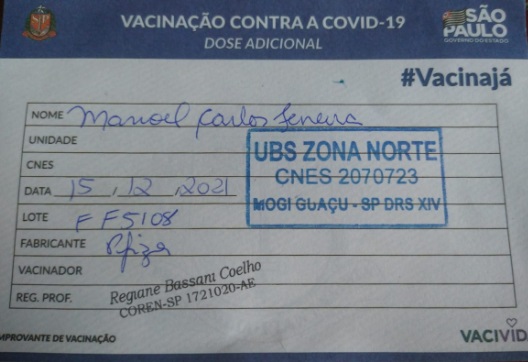 VACINAÇÃO CONTRA A COVID-19
DOSE ADICIONAL
SÃO PAULO
GOVERNO DO ESTADO
#Vacinajá
NOME Manoel Carlos Ferreira
UNIDADE
CNES
DATA 15, 12, 2021
LOTE FF5108
FABRICANTE Pfizer
VACINADOR
REG. PROF.
UBS ZONA NORTE
CNES 2070723
MOGI GUAÇU - SP DRS XIV
Regiane Bassani Coelho
COREN-SP 1721020-AE
MPROVANTE DE VACINAÇÃO
VACIVID